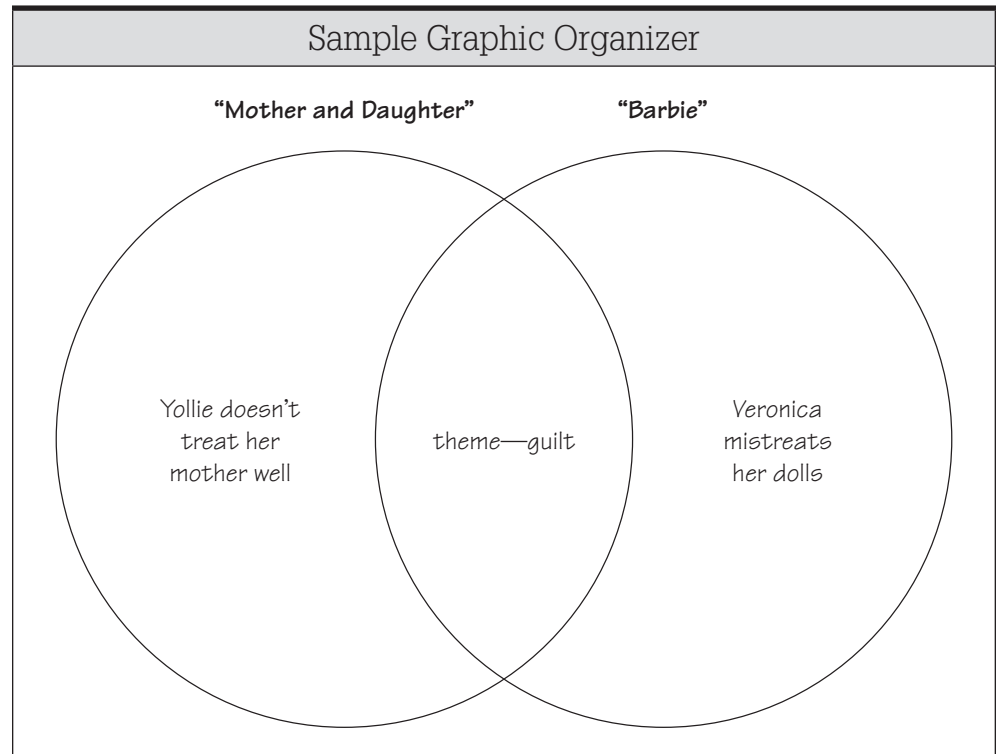 Sample Graphic Organizer
“Mother and Daughter”
“Barbie”
Yollie doesn’t
treat her
mother well
theme—guilt
Veronica
mistreats
her dolls